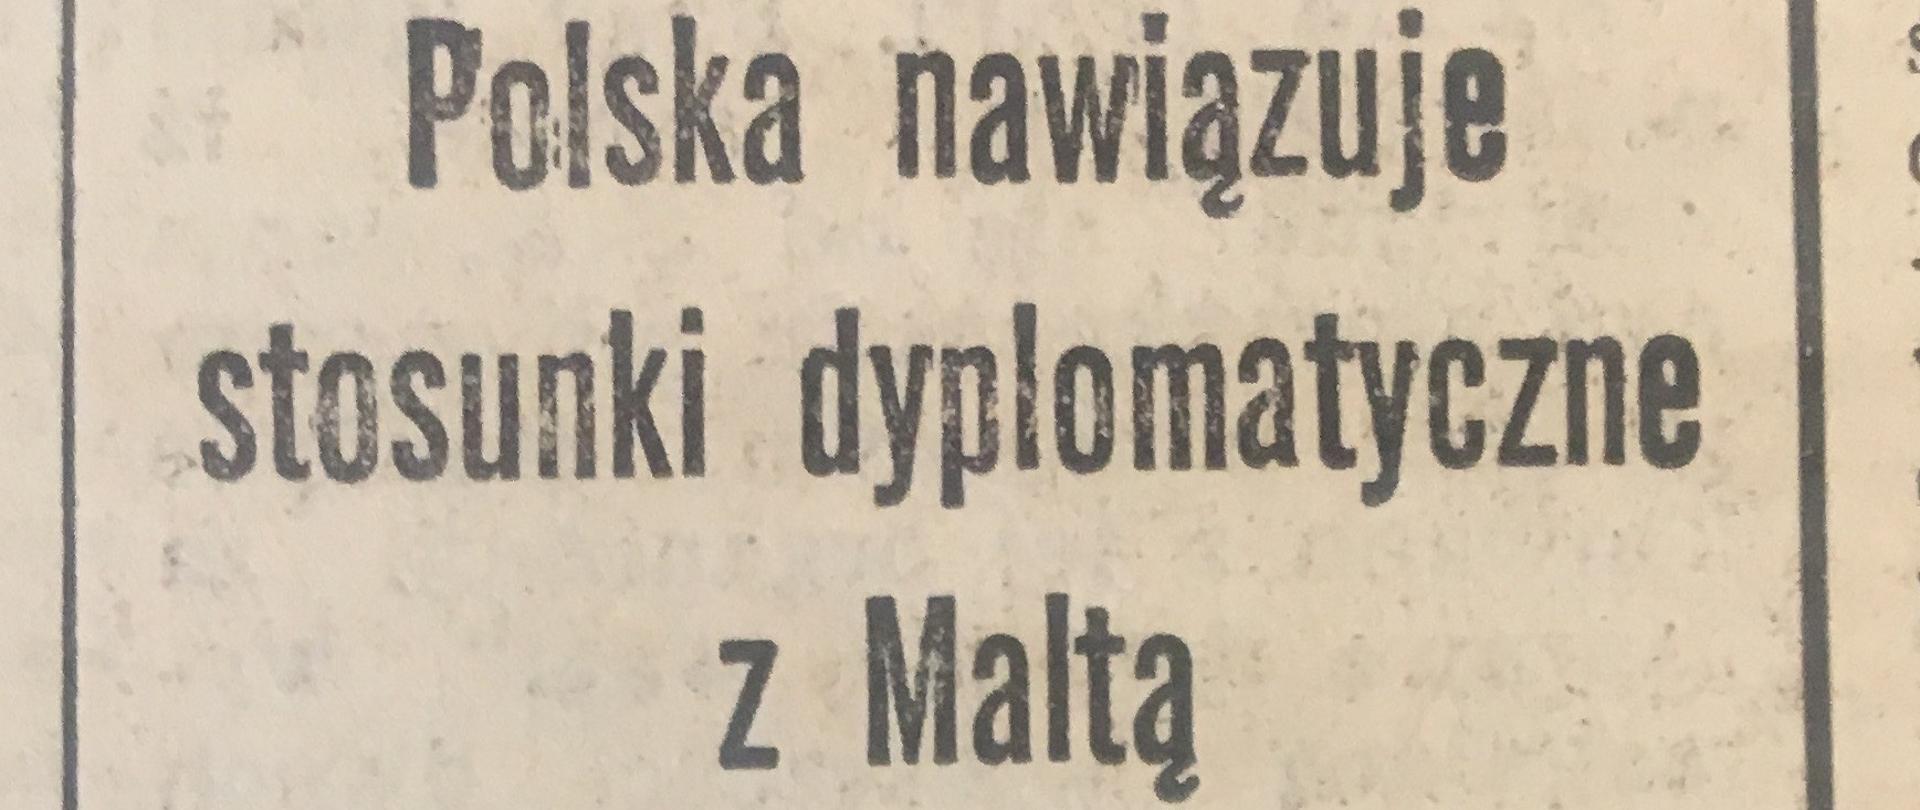 Polska nawiązuje
stosunki dyplomatyczne
z Maltą